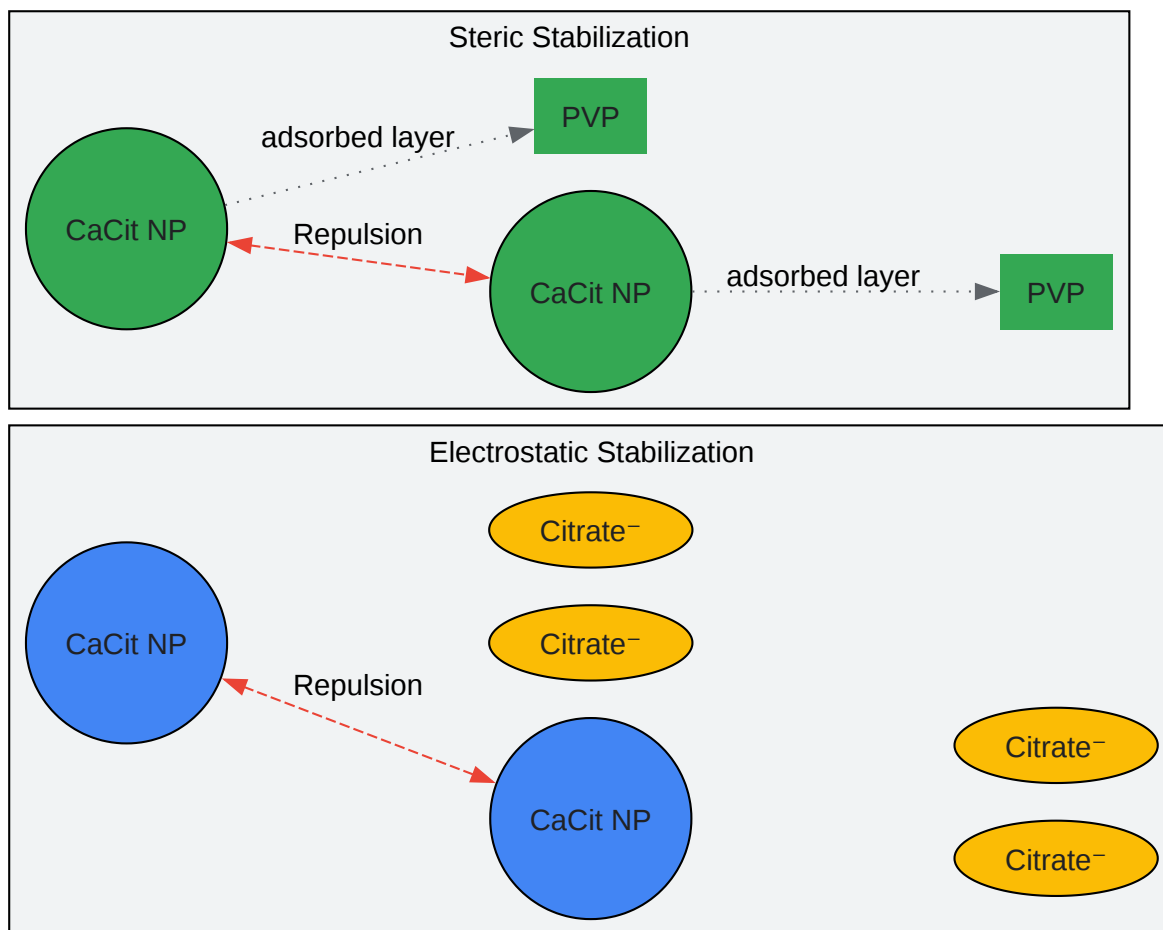 Steric Stabilization
PVP
adsorbed layer
CaCit NP
Repulsion
CaCit NP
adsorbed layer
PVP
Electrostatic Stabilization
Citrate⁻
Citrate⁻
CaCit NP
Repulsion
CaCit NP
Citrate⁻
Citrate⁻